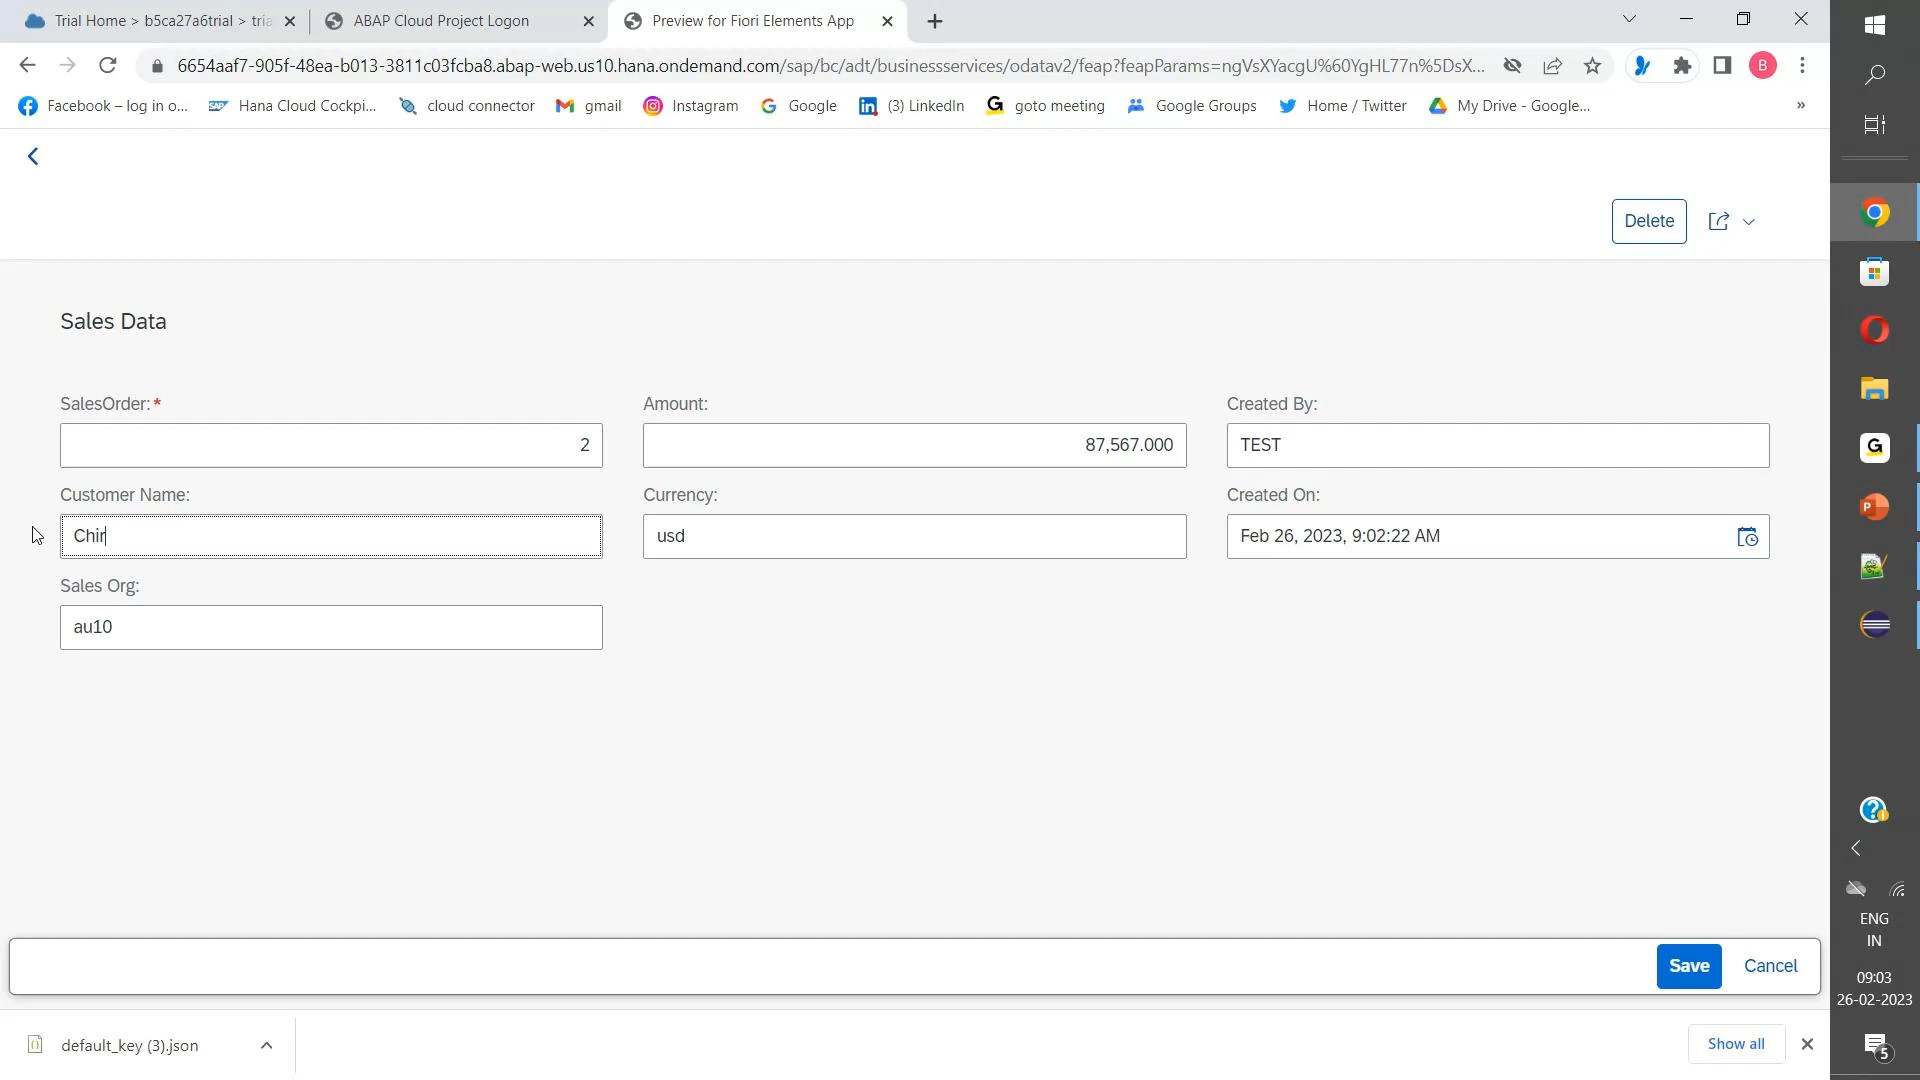 Trial Home > b5ca27a6trial > tria
ABAP Cloud Project Logon
Preview for Fiori Elements App
6654aaf7-905f-48ea-b013-3811c03fcba8.abap-web.us10.hana.ondemand.com/sap/bc/adt/businessservices/odatav2/feap?feapParams=ngVsXYacgU%60YgHL77n%5DsX...
B
Facebook – log in o...
SAP Hana Cloud Cockpi...
cloud connector
gmail
Instagram
Google
(3) LinkedIn
goto meeting
Google Groups
Home / Twitter
My Drive - Google...
»
Delete
Sales Data
SalesOrder:*
2
Amount:
87,567.000
Created By:
TEST
Customer Name:
Chir
Currency:
usd
Created On:
Feb 26, 2023, 9:02:22 AM
Sales Org:
au10
Save
Cancel
default_key (3).json
Show all
ENG
IN
09:03
26-02-2023
5